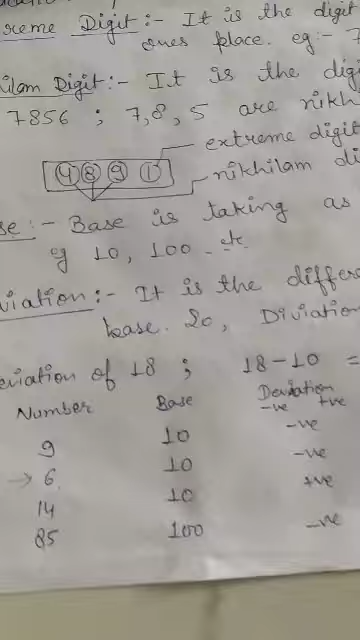 reme Digit :- It is the digit
ones place. eg :- 7
ilam Digit :- It is the dig
7856 ; 7,8,5 are nikh
extreme digit
4 8 9 1
nikhilam di
se :- Base is taking as
g 10, 100 . etc
viation :- It is the differe
base. So, Diviation
eviation of 18 ; 18-10 =
Number Base Deviation
-ve +ve
9 10 -ve
→ 6. 10 -ve
14 10 +ve
85 100 -ve